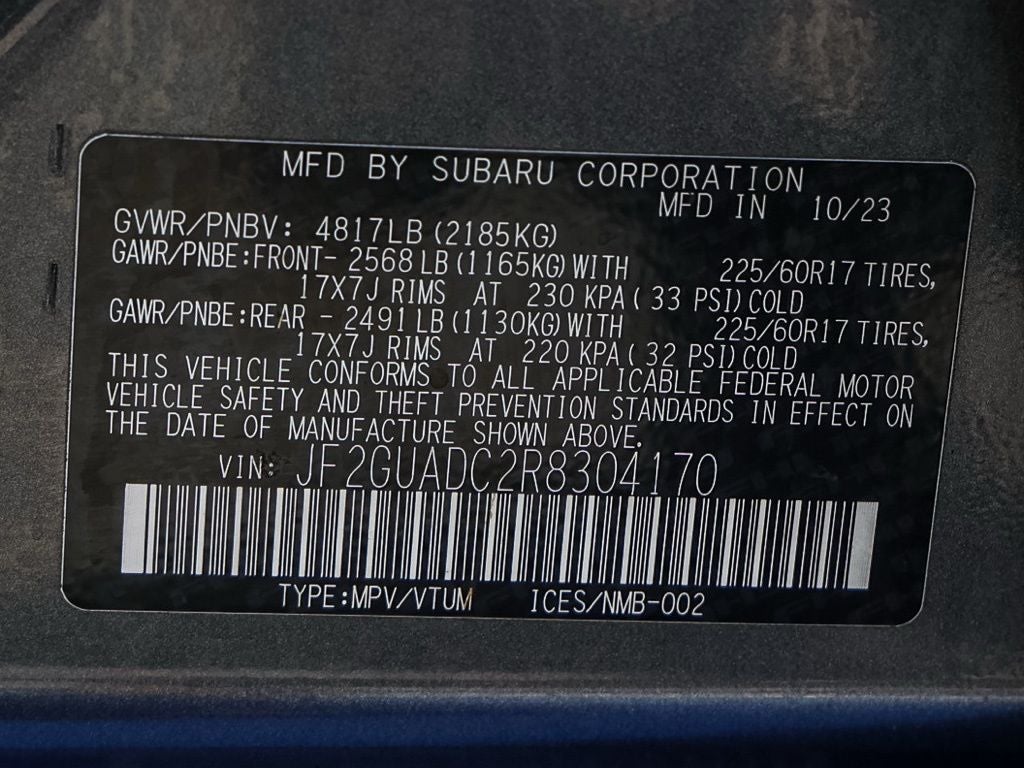 MFD BY SUBARU CORPORATION
MFD IN 10/23
GVWR/PNBV: 4817LB (2185KG)
GAWR/PNBE:FRONT- 2568 LB (1165KG) WITH 225/60R17 TIRES,
17X7J RIMS AT 230 KPA ( 33 PSI) COLD
GAWR/PNBE:REAR - 2491 LB (1130KG) WITH 225/60R17 TIRES,
17X7J RIMS AT 220 KPA ( 32 PSI) COLD
THIS VEHICLE CONFORMS TO ALL APPLICABLE FEDERAL MOTOR
VEHICLE SAFETY AND THEFT PREVENTION STANDARDS IN EFFECT ON
THE DATE OF MANUFACTURE SHOWN ABOVE.
VIN: JF2GUADC2R8304170
TYPE:MPV/VTUM ICES/NMB-002